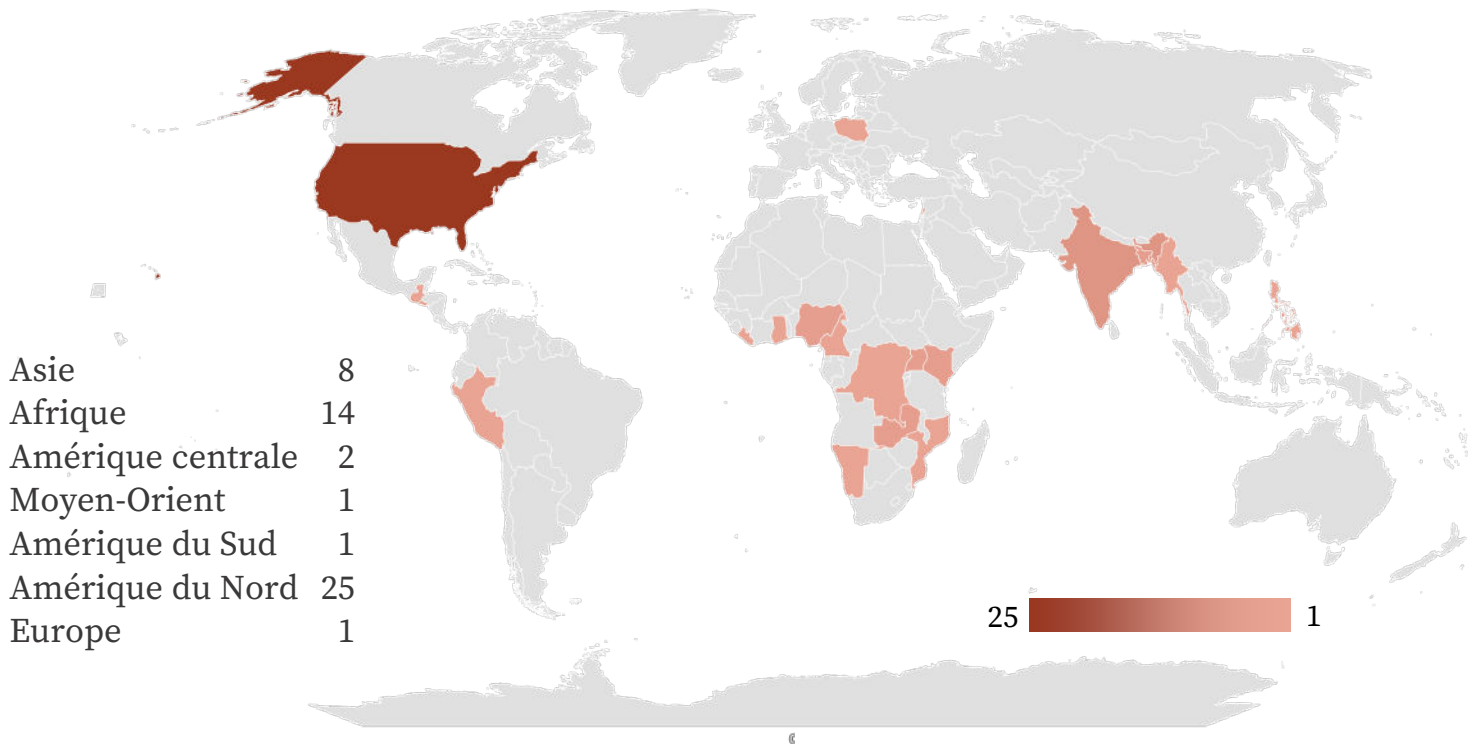 Asie 8
Afrique 14
Amérique centrale 2
Moyen-Orient 1
Amérique du Sud 1
Amérique du Nord 25
Europe 1
25 1